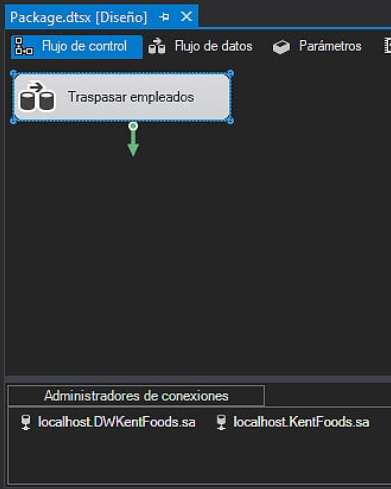 Package.dtsx [Diseño]
Flujo de control Flujo de datos Parámetros
Traspasar empleados
Administradores de conexiones
localhost.DWKentFoods.sa localhost.KentFoods.sa